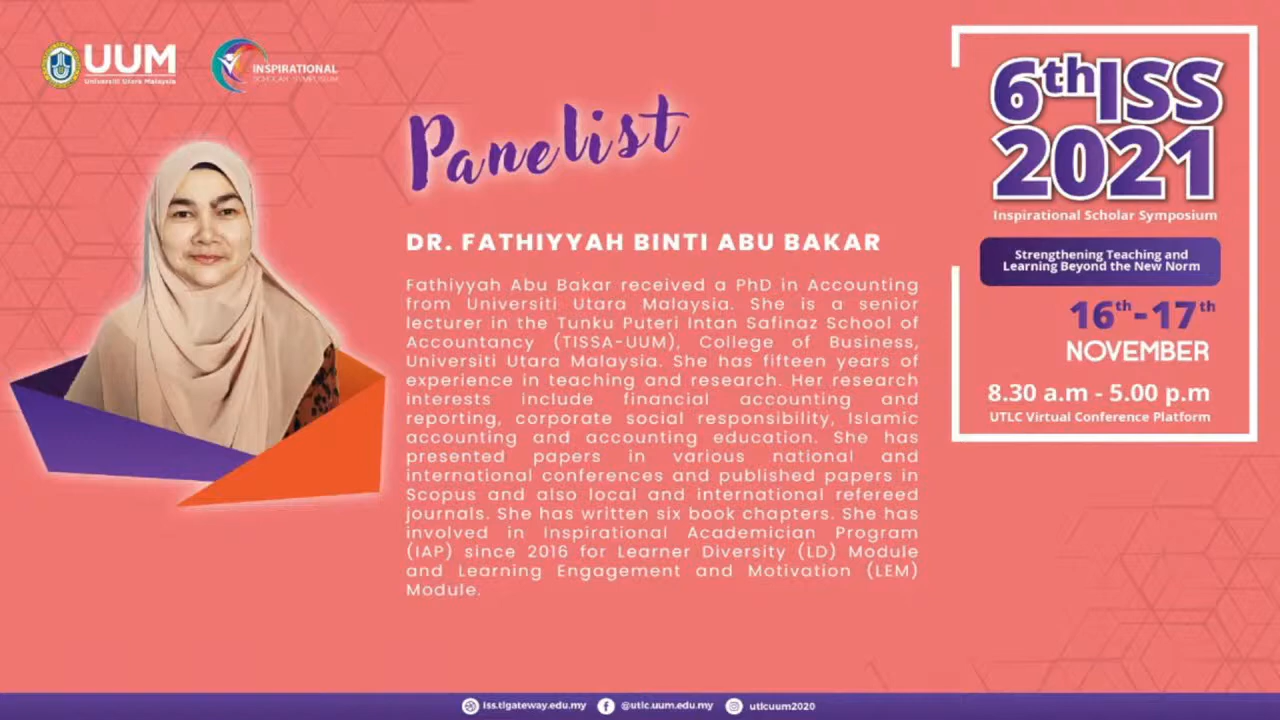 UUM
Universiti Utara Malaysia
INSPIRATIONAL
SCHOLAR SYMPOSIUM
Panelist
DR. FATHIYYAH BINTI ABU BAKAR
Fathiyyah Abu Bakar received a PhD in Accounting
from Universiti Utara Malaysia. She is a senior
lecturer in the Tunku Puteri Intan Safinaz School of
Accountancy (TISSA-UUM), College of Business,
Universiti Utara Malaysia. She has fifteen years of
experience in teaching and research. Her research
interests include financial accounting and
reporting, corporate social responsibility, Islamic
accounting and accounting education. She has
presented papers in various national and
international conferences and published papers in
Scopus and also local and international refereed
journals. She has written six book chapters. She has
involved in Inspirational Academician Program
(IAP) since 2016 for Learner Diversity (LD) Module
and Learning Engagement and Motivation (LEM)
Module.
6th ISS
2021
Inspirational Scholar Symposium
Strengthening Teaching and
Learning Beyond the New Norm
16th-17th
NOVEMBER
8.30 a.m - 5.00 p.m
UTLC Virtual Conference Platform
iss.tlgateway.edu.my @utlc.uum.edu.my utlcuum2020